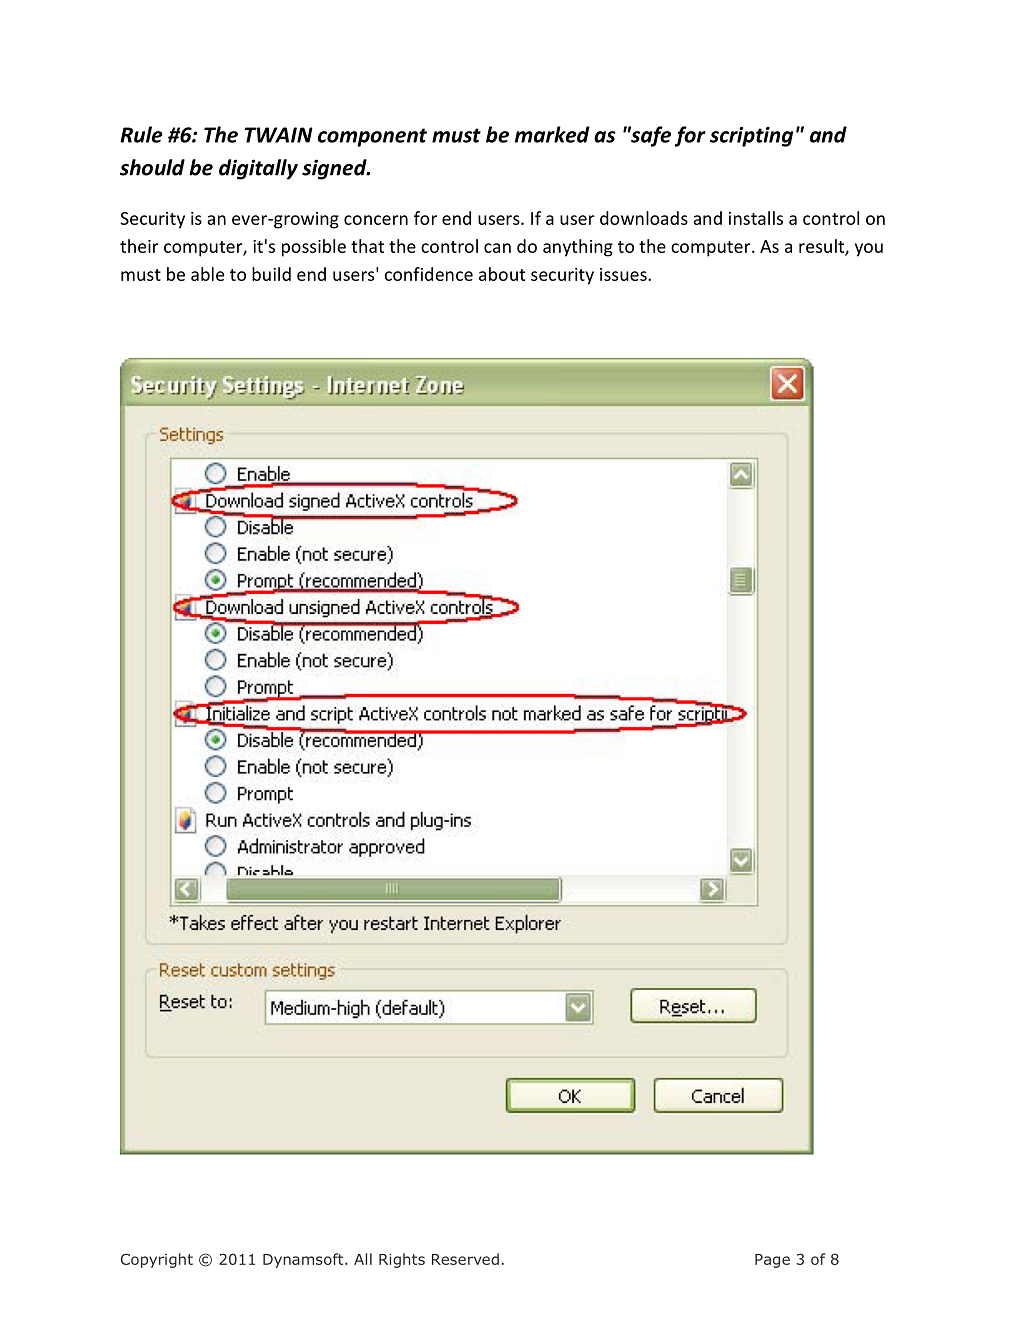 Rule #6: The TWAIN component must be marked as "safe for scripting" and
should be digitally signed.
Security is an ever-growing concern for end users. If a user downloads and installs a control on
their computer, it's possible that the control can do anything to the computer. As a result, you
must be able to build end users' confidence about security issues.
Security Settings - Internet Zone
Settings
Enable
Download signed ActiveX controls
Disable
Enable (not secure)
Prompt (recommended)
Download unsigned ActiveX controls
Disable (recommended)
Enable (not secure)
Prompt
Initialize and script ActiveX controls not marked as safe for
Disable (recommended)
Enable (not secure)
Prompt
Run ActiveX controls and plug-ins
Administrator approved
Disable
*Takes effect after you restart Internet Explorer
Reset custom settings
Reset to: Medium-high (default) Reset...
OK Cancel
Copyright © 2011 Dynamsoft. All Rights Reserved. Page 3 of 8